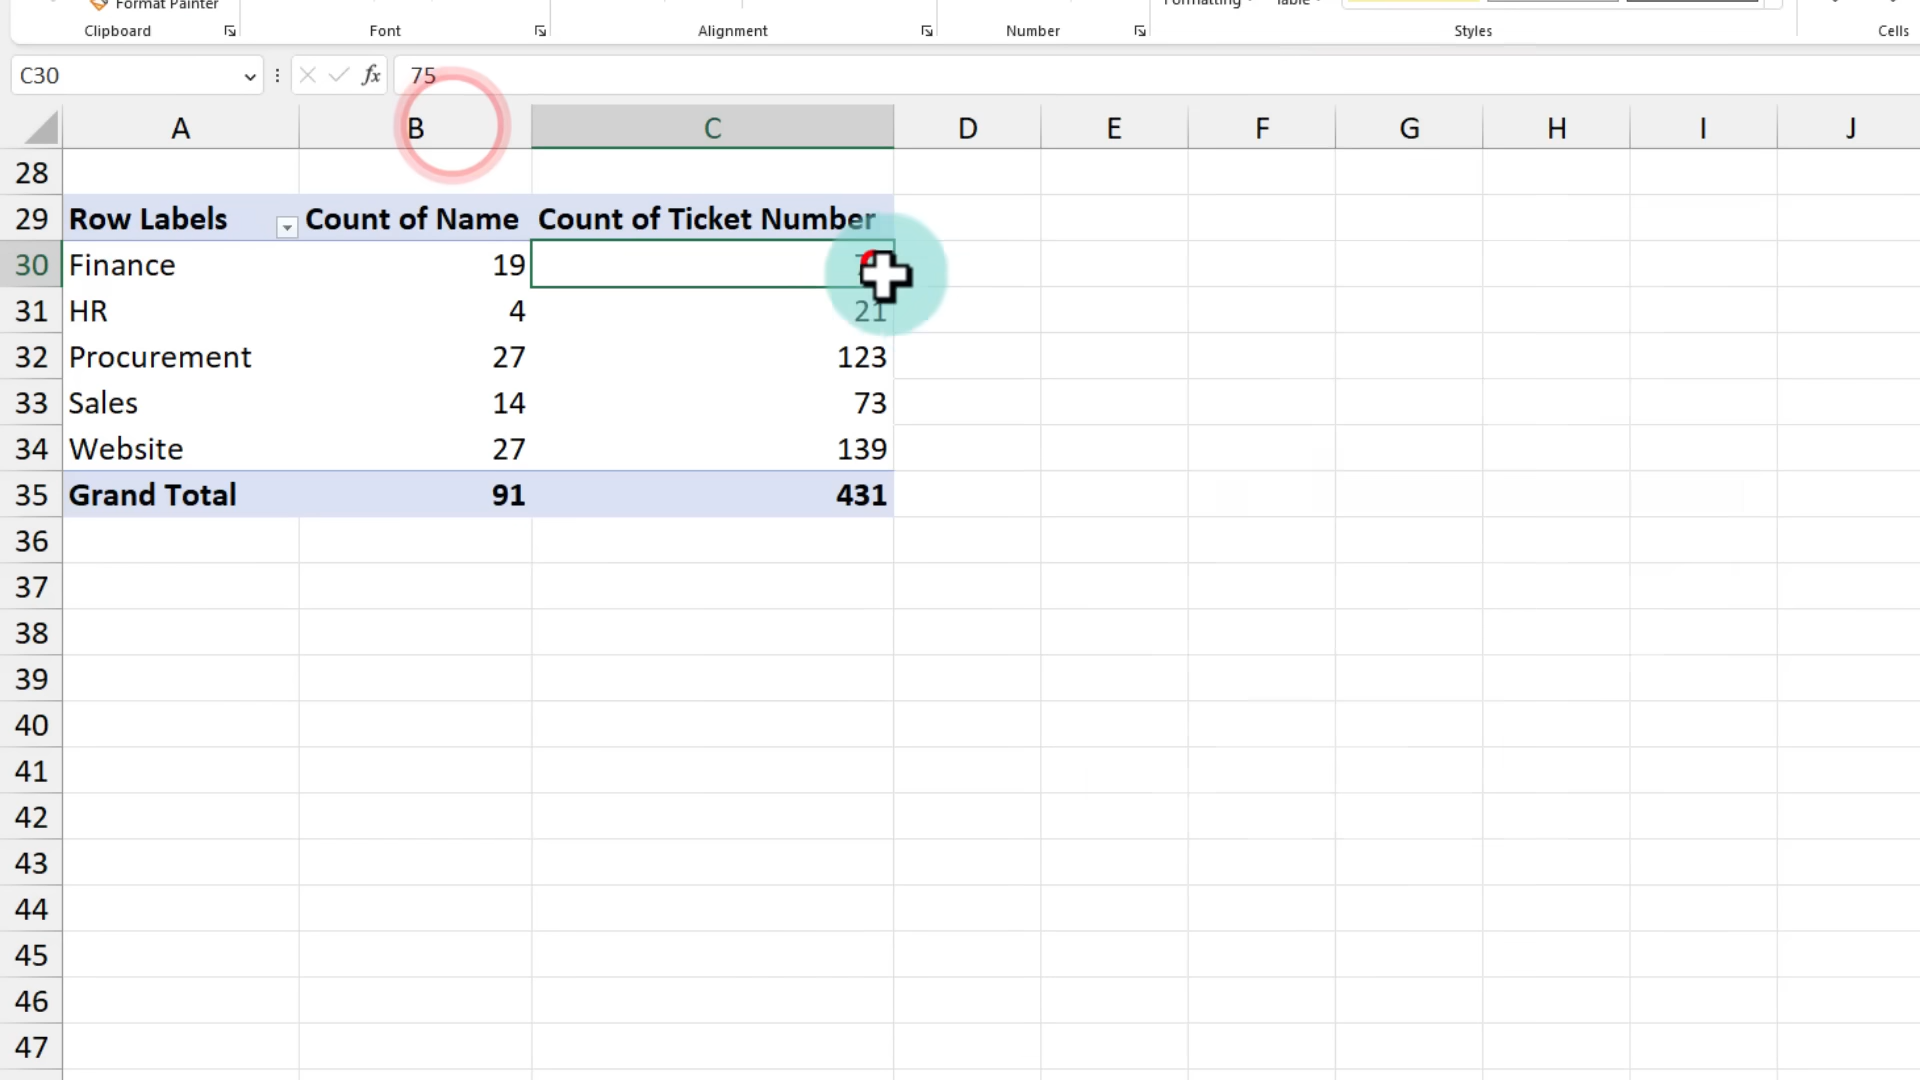 Format Painter
Clipboard Font Alignment Number Styles Cells
C30 fx 75
A B C D E F G H I J
28
29 Row Labels Count of Name Count of Ticket Number
30 Finance 19
31 HR 4 21
32 Procurement 27 123
33 Sales 14 73
34 Website 27 139
35 Grand Total 91 431
36
37
38
39
40
41
42
43
44
45
46
47